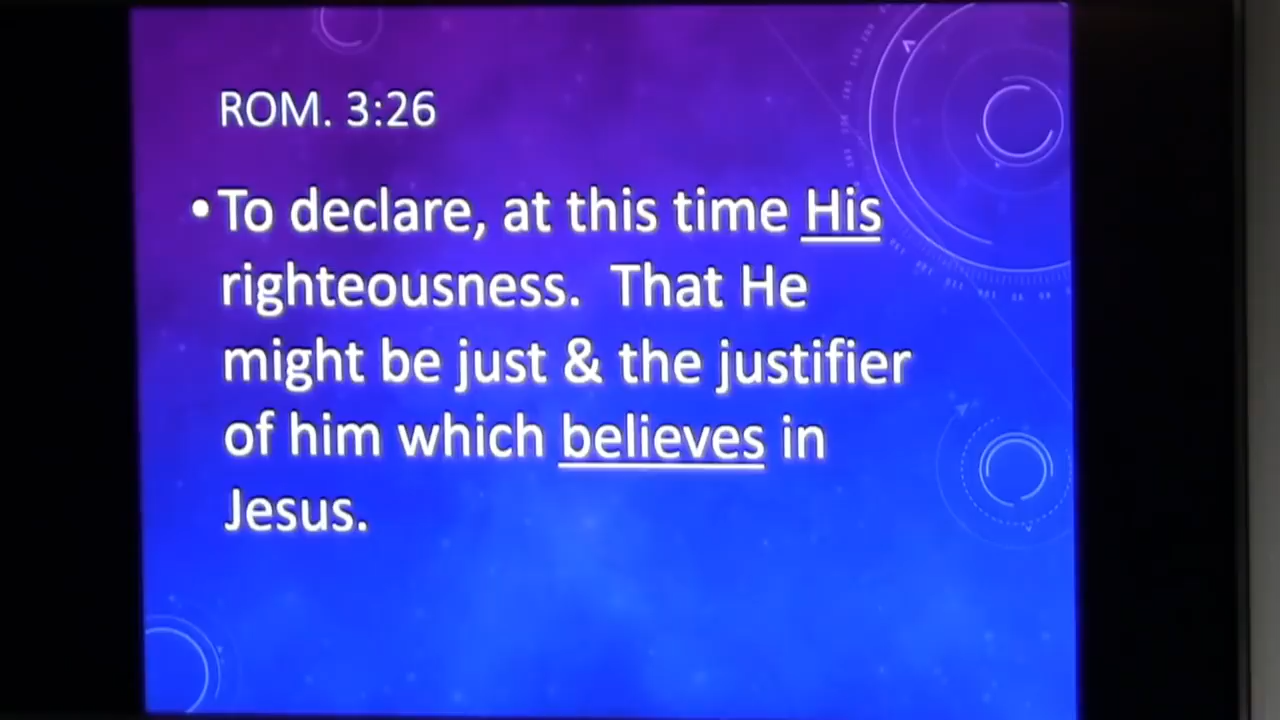 ROM. 3:26
• To declare, at this time His
righteousness. That He
might be just & the justifier
of him which believes in
Jesus.